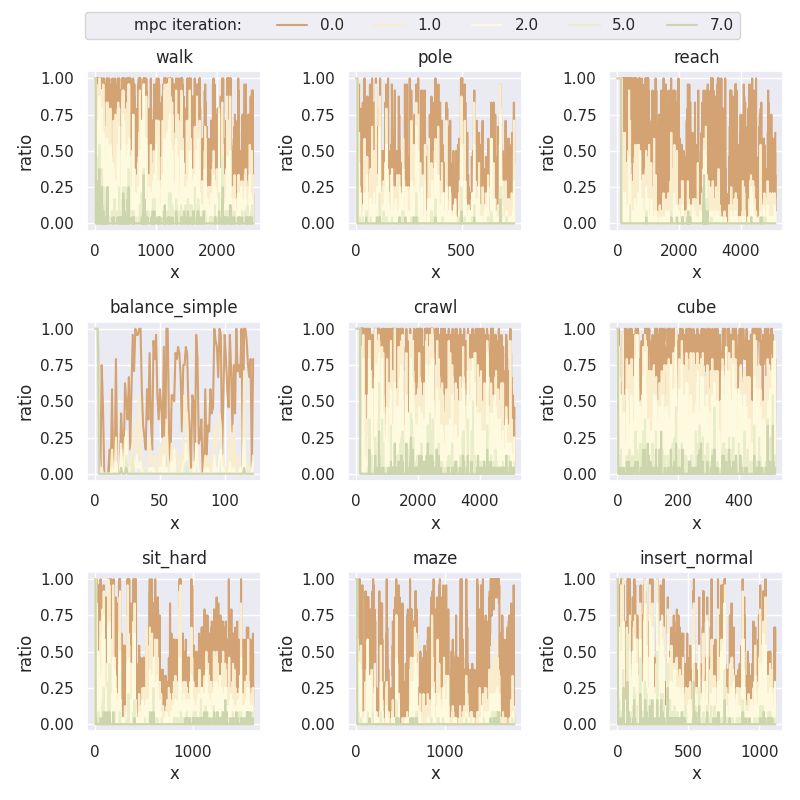 mpc iteration: 0.0 1.0 2.0 5.0 7.0
walk pole reach
1.00 1.00 1.00
0.75 0.75 0.75
ratio ratio ratio
0.50 0.50 0.50
0.25 0.25 0.25
0.00 0.00 0.00
0 1000 2000 0 500 0 2000 4000
x x x
balance_simple crawl cube
1.00 1.00 1.00
0.75 0.75 0.75
ratio ratio ratio
0.50 0.50 0.50
0.25 0.25 0.25
0.00 0.00 0.00
0 50 100 0 2000 4000 0 200 400
x x x
sit_hard maze insert_normal
1.00 1.00 1.00
0.75 0.75 0.75
ratio ratio ratio
0.50 0.50 0.50
0.25 0.25 0.25
0.00 0.00 0.00
0 1000 0 1000 0 500 1000
x x x